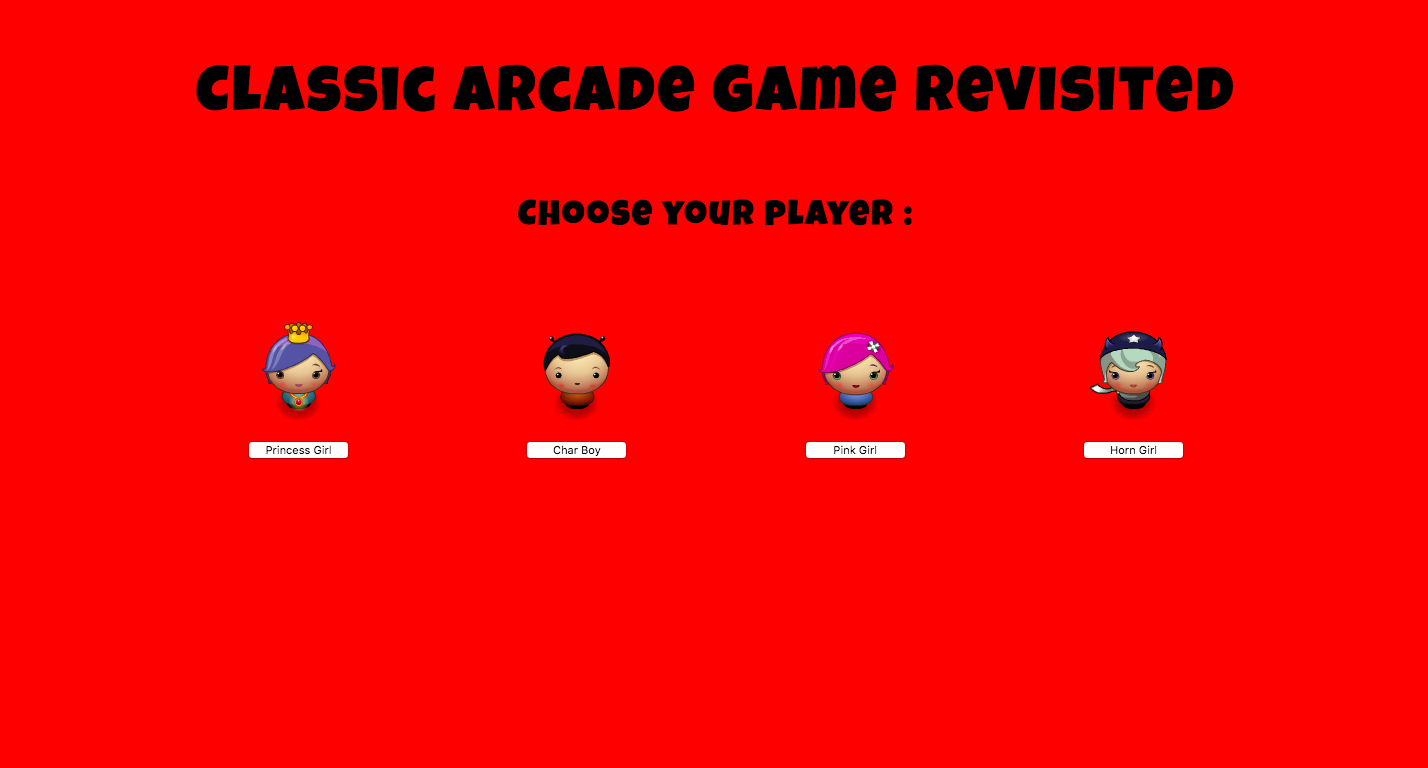 CLASSIC ARCADE GAME REVISITED
CHOOSE YOUR PLAYER :
Princess Girl
Char Boy
Pink Girl
Horn Girl